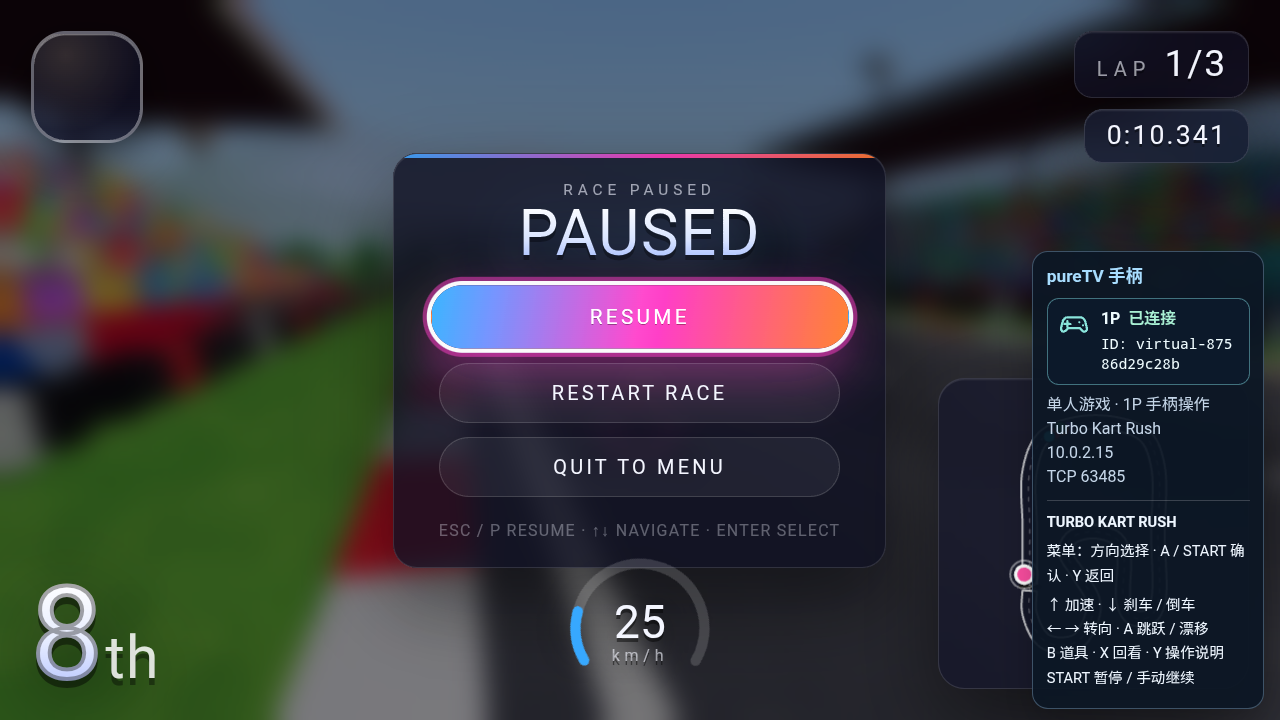 LAP 1/3
0:10.341
RACE PAUSED
PAUSED
RESUME
RESTART RACE
QUIT TO MENU
ESC / P RESUME · ↑↓ NAVIGATE · ENTER SELECT
8th
25
km/h
pureTV 手柄
1P 已连接
ID: virtual-875
86d29c28b
单人游戏 · 1P 手柄操作
Turbo Kart Rush
10.0.2.15
TCP 63485
TURBO KART RUSH
菜单：方向选择 · A / START 确
认 · Y 返回
↑ 加速 · ↓ 刹车 / 倒车
← → 转向 · A 跳跃 / 漂移
B 道具 · X 回看 · Y 操作说明
START 暂停 / 手动继续